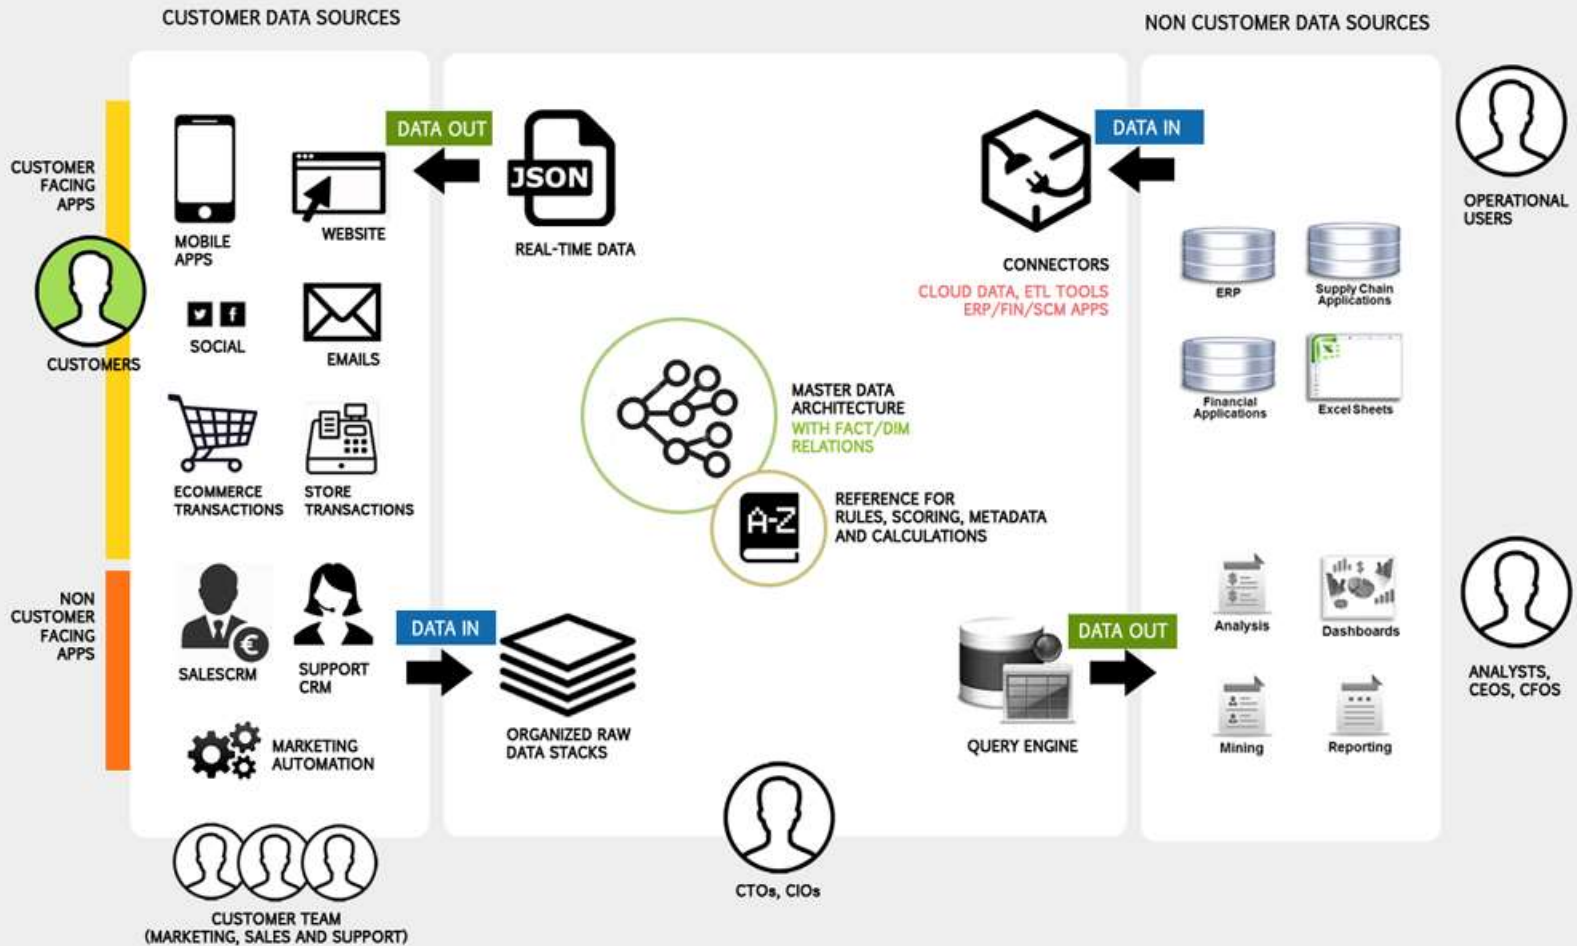 CUSTOMER DATA SOURCES
NON CUSTOMER DATA SOURCES
CUSTOMER
FACING
APPS
CUSTOMERS
NON
CUSTOMER
FACING
APPS
MOBILE
APPS
WEBSITE
SOCIAL
f
EMAILS
ECOMMERCE
TRANSACTIONS
STORE
TRANSACTIONS
€
SALESCRM
SUPPORT
CRM
MARKETING
AUTOMATION
CUSTOMER TEAM
(MARKETING, SALES AND SUPPORT)
DATA OUT
JSON
REAL-TIME DATA
DATA IN
CONNECTORS
CLOUD DATA, ETL TOOLS
ERP/FIN/SCM APPS
MASTER DATA
ARCHITECTURE
WITH FACT/DIM
RELATIONS
A-Z
REFERENCE FOR
RULES, SCORING, METADATA
AND CALCULATIONS
DATA IN
ORGANIZED RAW
DATA STACKS
QUERY ENGINE
DATA OUT
CTOs, CIOs
ERP
Supply Chain
Applications
Financial
Applications
Excel Sheets
$
$
Analysis
$
Dashboards
Mining
Reporting
OPERATIONAL
USERS
ANALYSTS,
CEOS, CFOS